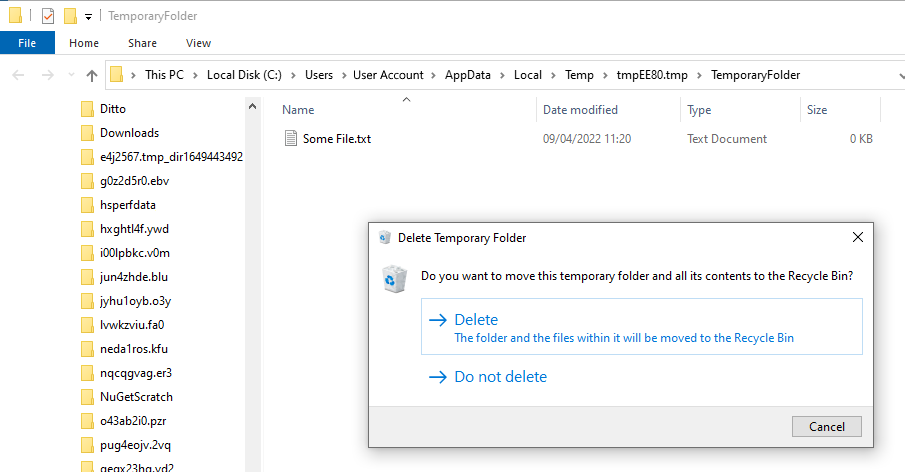 TemporaryFolder
File Home Share View
This PC Local Disk (C:) Users User Account AppData Local Temp tmpEE80.tmp TemporaryFolder
Ditto
Downloads
e4j2567.tmp_dir1649443492
g0z2d5r0.ebv
hsperfdata
hxghtl4f.ywd
i00lpbkc.v0m
jun4zhde.blu
jyhu1oyb.o3y
lvwkzviu.fa0
neda1ros.kfu
nqcqgvag.er3
NuGetScratch
o43ab2i0.pzr
pug4eojv.2vq
Name Date modified Type Size
Some File.txt 09/04/2022 11:20 Text Document 0 KB
Delete Temporary Folder
Do you want to move this temporary folder and all its contents to the Recycle Bin?
Delete
The folder and the files within it will be moved to the Recycle Bin
Do not delete
Cancel